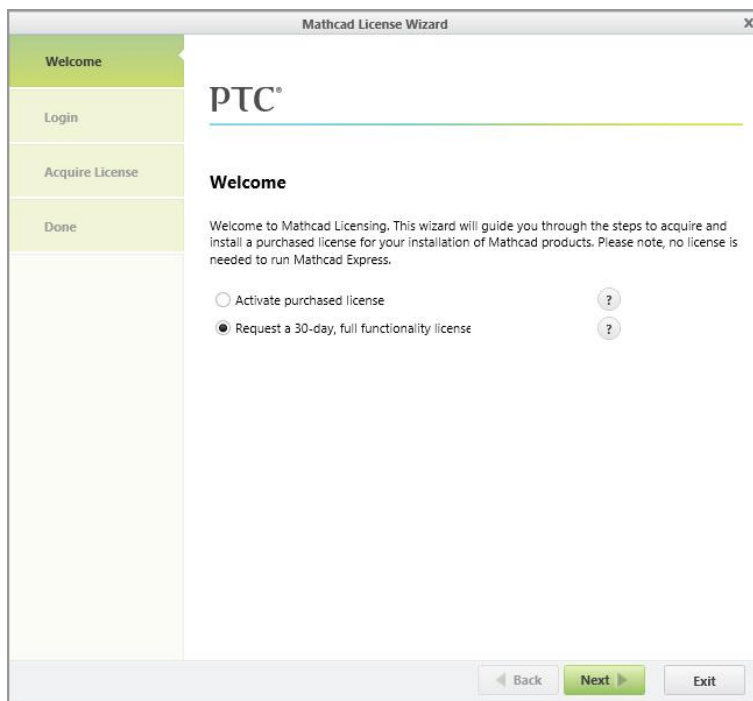 Mathcad License Wizard
X
Welcome
Login
Acquire License
Done
PTC®
Welcome
Welcome to Mathcad Licensing. This wizard will guide you through the steps to acquire and
install a purchased license for your installation of Mathcad products. Please note, no license is
needed to run Mathcad Express.
Activate purchased license ?
Request a 30-day, full functionality license ?
Back Next Exit